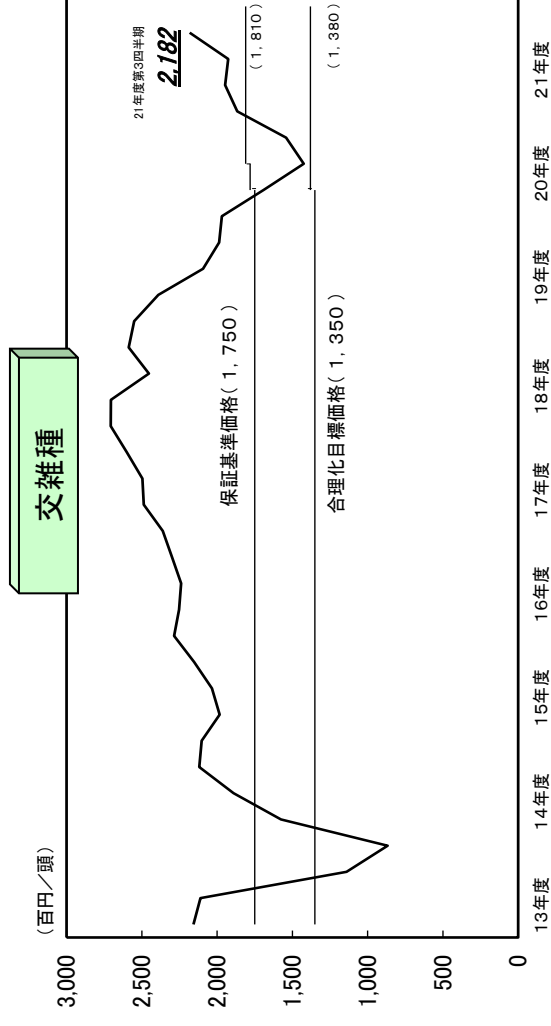 交雑種
(百円/頭)
3,000
2,500
2,000
1,500
1,000
500
0
21年度第3四半期
2,182
(1,810)
(1,380)
保証基準価格(1,750)
合理化目標価格(1,350)
13年度
14年度
15年度
16年度
17年度
18年度
19年度
20年度
21年度